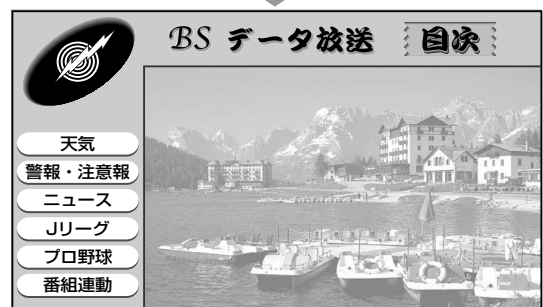 BS データ放送 目次
天気
警報・注意報
ニュース
Jリーグ
プロ野球
番組連動